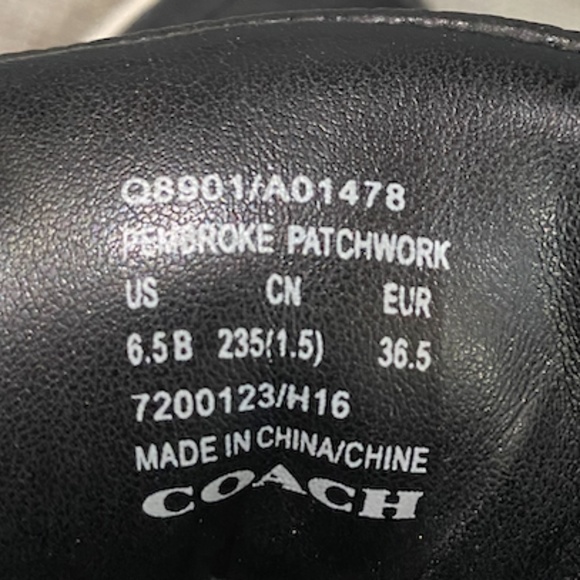 Q8901/A01478
PEMBROKE PATCHWORK
US CN EUR
6.5 B 235(1.5) 36.5
7200123/H16
MADE IN CHINA/CHINE
COACH